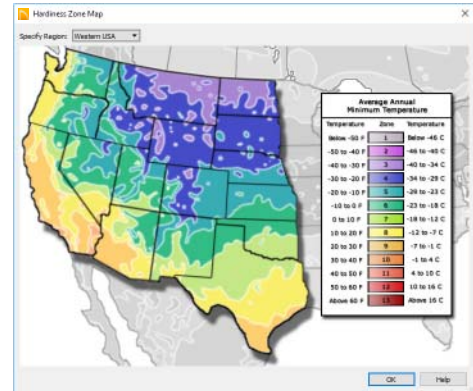 Hardiness Zone Map
Specify Region: Western USA
Average Annual
Minimum Temperature
Temperature Zone Temperature
Below -50 F 1 Below -46 C
-50 to -40 F 2 -46 to -40 C
-40 to -30 F 3 -40 to -34 C
-30 to -20 F 4 -34 to -29 C
-20 to -10 F 5 -29 to -23 C
-10 to 0 F 6 -23 to -18 C
0 to 10 F 7 -18 to -12 C
10 to 20 F 8 -12 to -7 C
20 to 30 F 9 -7 to -1 C
30 to 40 F 10 -1 to 4 C
40 to 50 F 11 4 to 10 C
50 to 60 F 12 10 to 16 C
Above 60 F 13 Above 16 C
OK Help